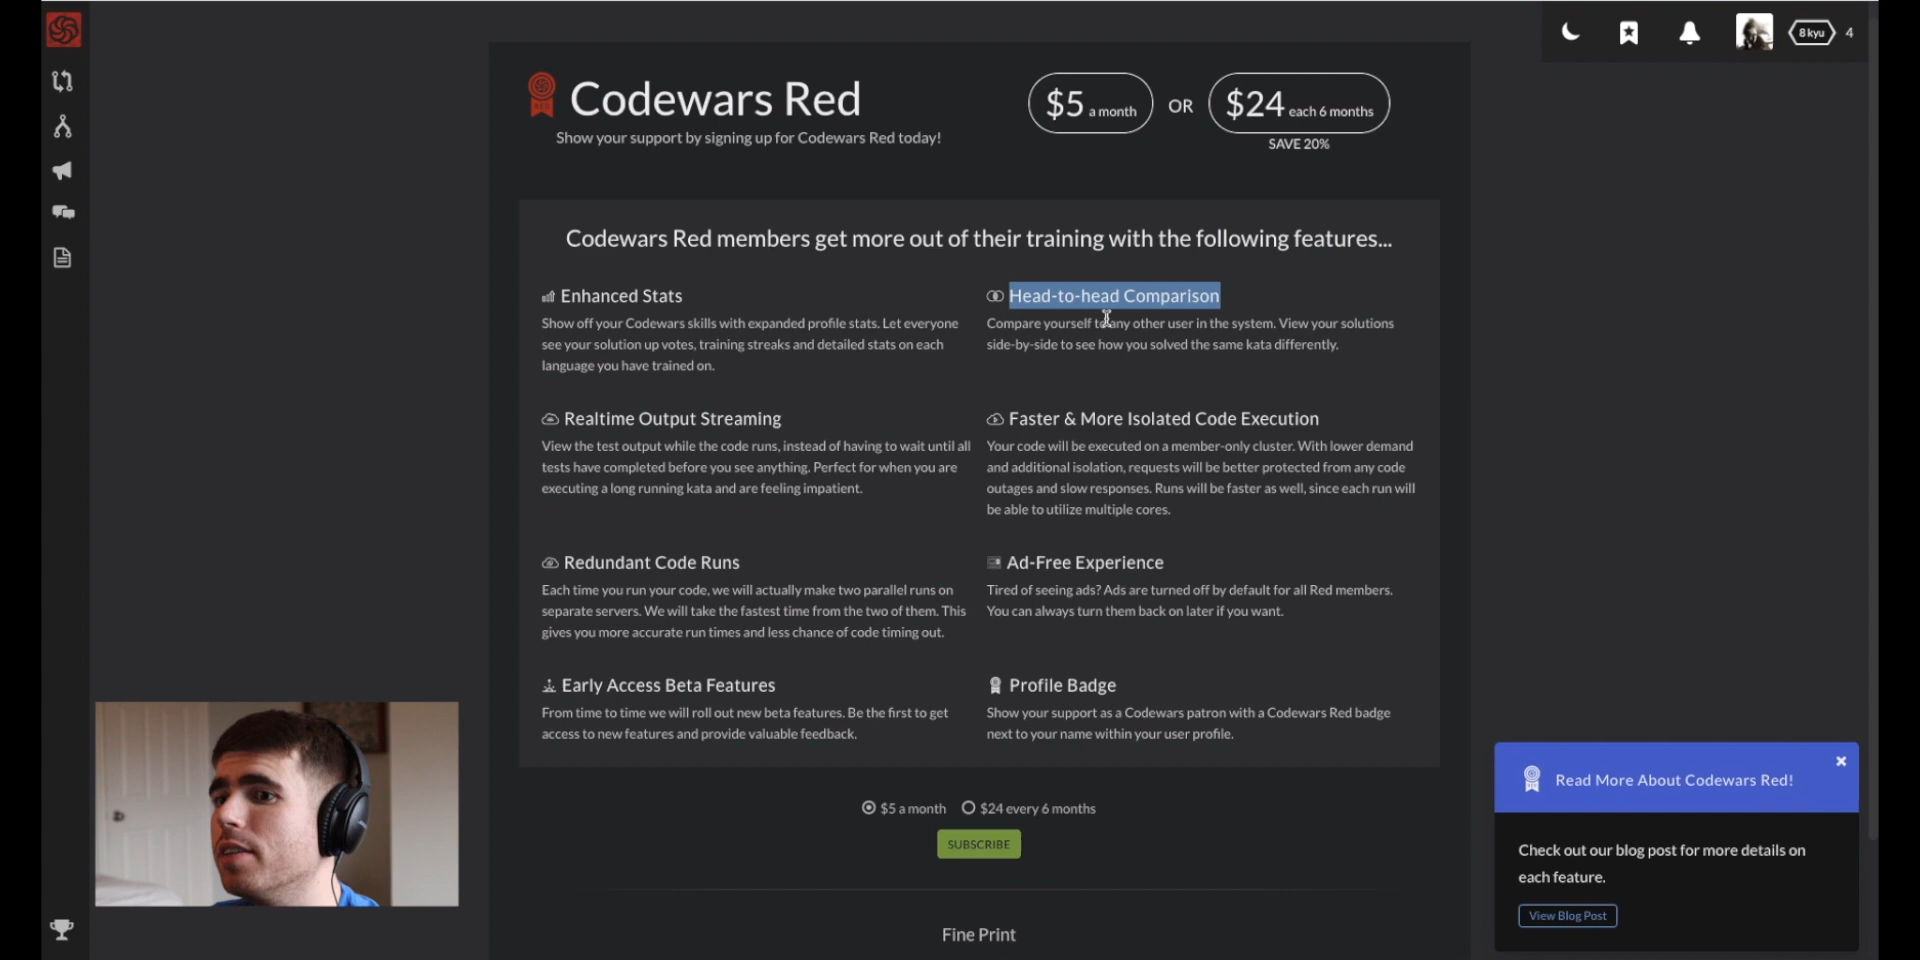 8 kyu 4
Codewars Red
Show your support by signing up for Codewars Red today!
$5 a month OR $24 each 6 months
SAVE 20%
Codewars Red members get more out of their training with the following features...
Enhanced Stats
Show off your Codewars skills with expanded profile stats. Let everyone
see your solution up votes, training streaks and detailed stats on each
language you have trained on.
Head-to-head Comparison
Compare yourself to any other user in the system. View your solutions
side-by-side to see how you solved the same kata differently.
Realtime Output Streaming
View the test output while the code runs, instead of having to wait until all
tests have completed before you see anything. Perfect for when you are
executing a long running kata and are feeling impatient.
Faster & More Isolated Code Execution
Your code will be executed on a member-only cluster. With lower demand
and additional isolation, requests will be better protected from any code
outages and slow responses. Runs will be faster as well, since each run will
be able to utilize multiple cores.
Redundant Code Runs
Each time you run your code, we will actually make two parallel runs on
separate servers. We will take the fastest time from the two of them. This
gives you more accurate run times and less chance of code timing out.
Ad-Free Experience
Tired of seeing ads? Ads are turned off by default for all Red members.
You can always turn them back on later if you want.
Early Access Beta Features
From time to time we will roll out new beta features. Be the first to get
access to new features and provide valuable feedback.
Profile Badge
Show your support as a Codewars patron with a Codewars Red badge
next to your name within your user profile.
$5 a month $24 every 6 months
SUBSCRIBE
Fine Print
Read More About Codewars Red!
Check out our blog post for more details on
each feature.
View Blog Post